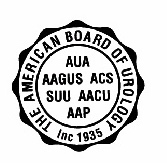 THE AMERICAN BOARD OF UROLOGY
AUA
AAGUS ACS
SUU AACU
AAP
Inc 1935